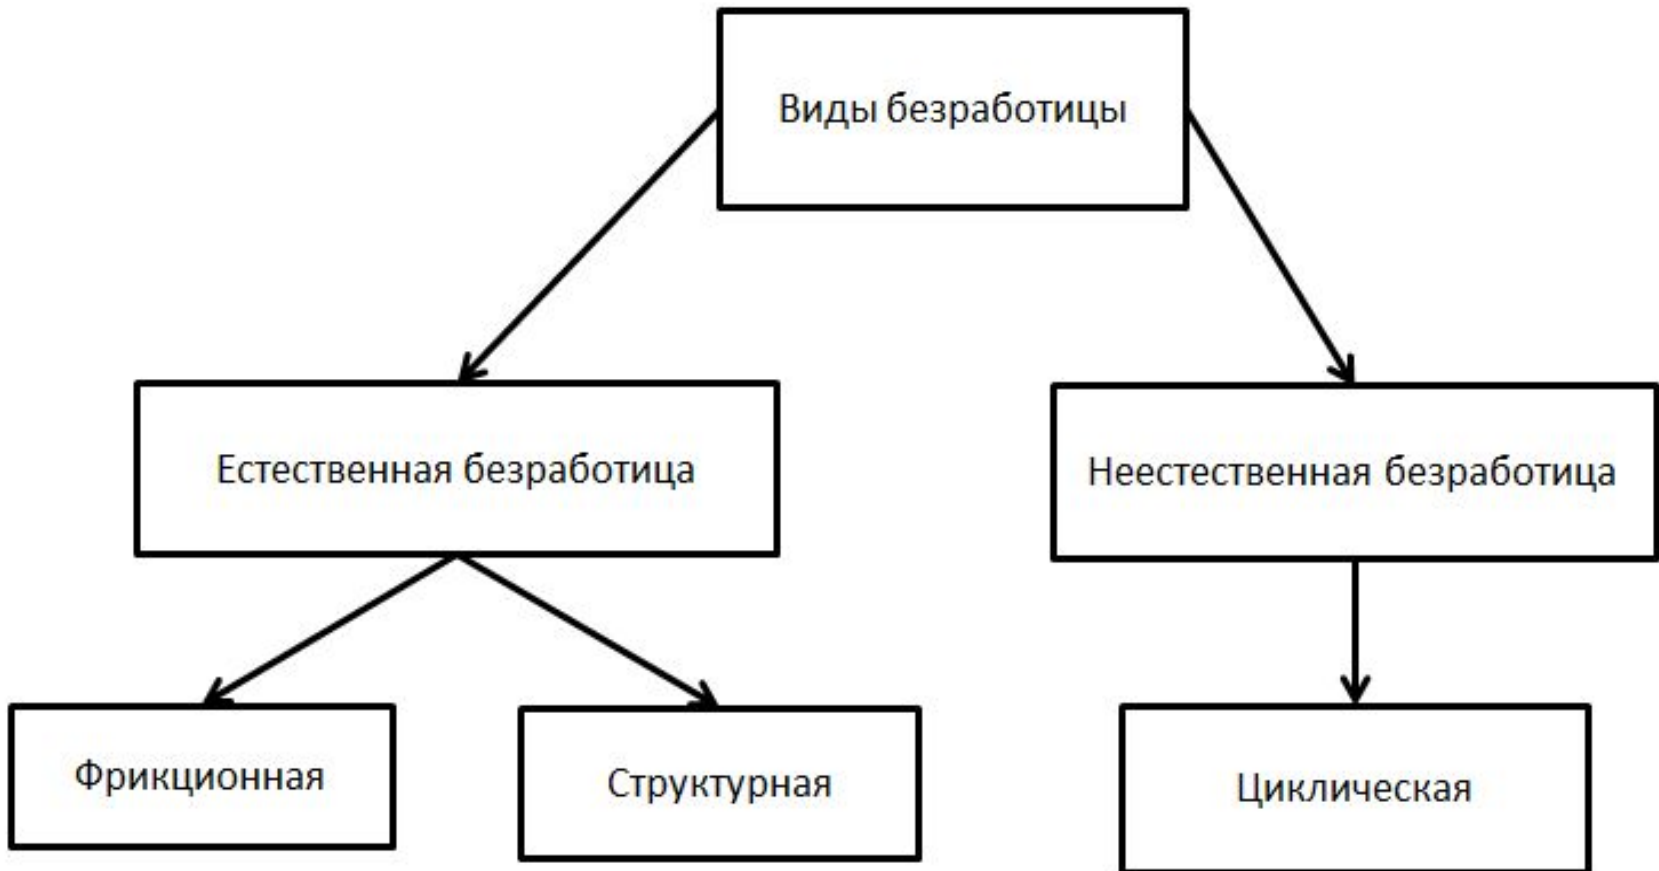 Виды безработицы
Естественная безработица
Неестественная безработица
Фрикционная
Структурная
Циклическая